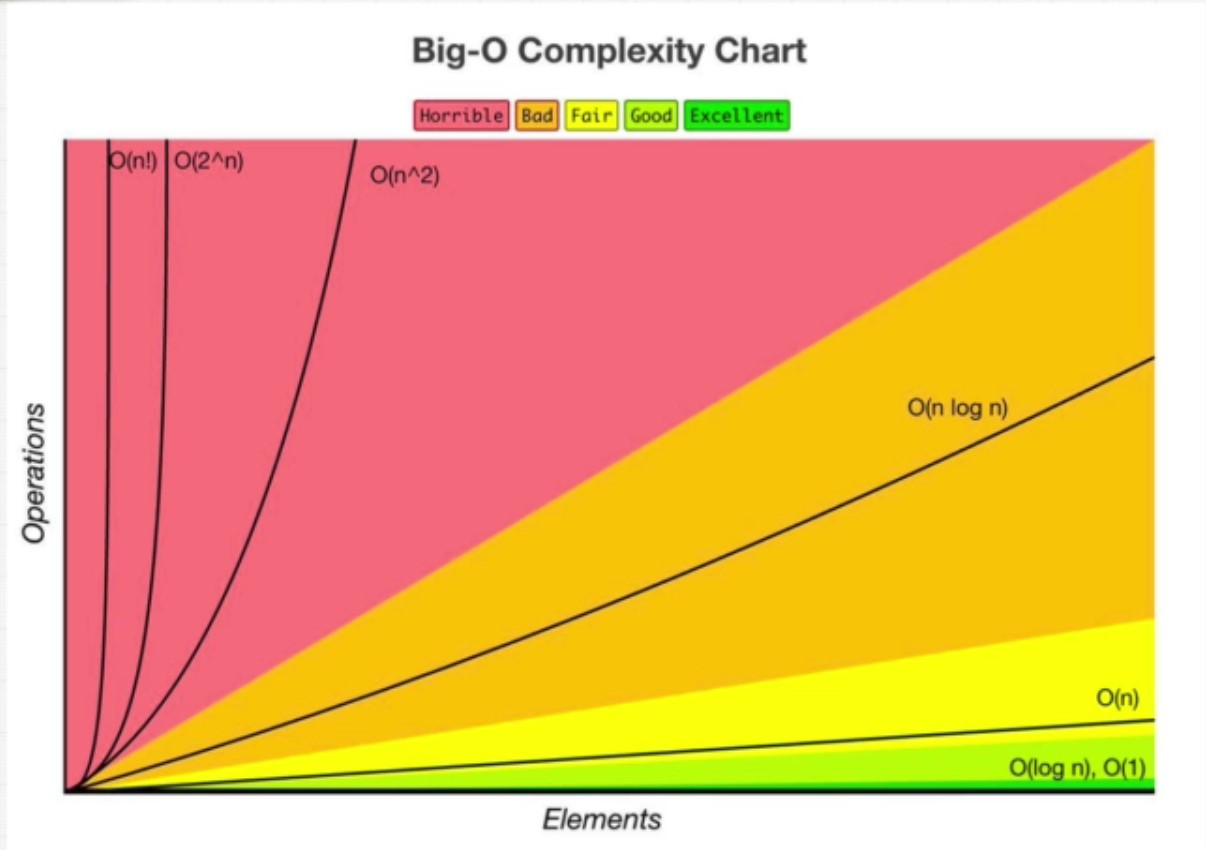 Big-O Complexity Chart
Horrible Bad Fair Good Excellent
O(n!) O(2^n)
O(n^2)
O(n log n)
Operations
O(n)
O(log n), O(1)
Elements